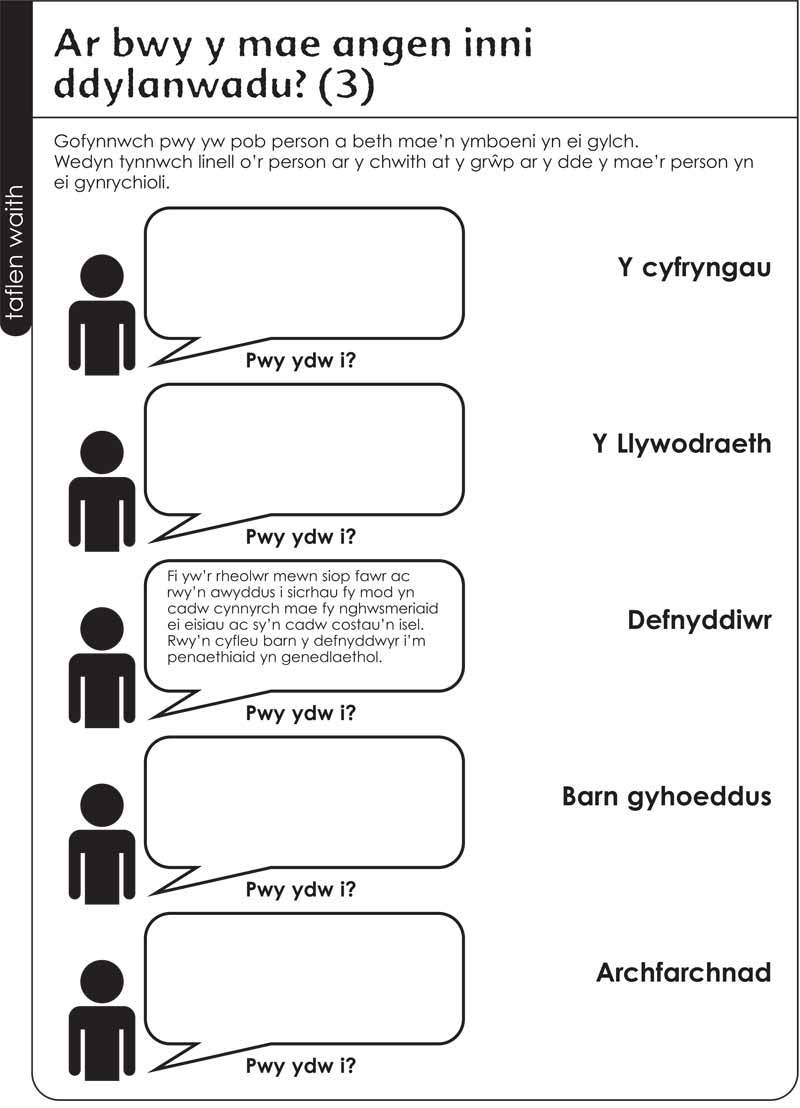 Ar bwy y mae angen inni
ddylanwadu? (3)
taflen waith
Gofynnwch pwy yw pob person a beth mae'n ymboeni yn ei gylch.
Wedyn tynnwch linell o'r person ar y chwith at y grŵp ar y dde y mae'r person yn
ei gynrychioli.
Y cyfryngau
Pwy ydw i?
Y Llywodraeth
Pwy ydw i?
Fi yw'r rheolwr mewn siop fawr ac
rwy'n awyddus i sicrhau fy mod yn
cadw cynnyrch mae fy nghwsmeriaid
ei eisiau ac sy'n cadw costau'n isel.
Rwy'n cyfleu barn y defnyddwyr i'm
penaethiaid yn genedlaethol.
Defnyddiwr
Pwy ydw i?
Barn gyhoeddus
Pwy ydw i?
Archfarchnad
Pwy ydw i?